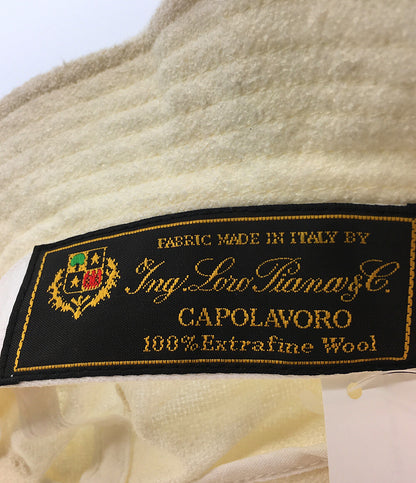 FABRIC MADE IN ITALY BY
Ing. Loro Piana & C.
CAPOLAVORO
100% Extrafine Wool